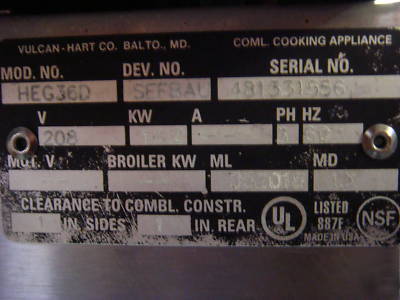 VULCAN-HART CO. BALTO., MD. COML. COOKING APPLIANCE
MOD. NO. DEV. NO. SERIAL NO.
HEG36D 481331556
V KW A PH HZ
208
MOT. V BROILER KW ML MD
CLEARANCE TO COMBL. CONSTR.
IN. SIDES IN. REAR
UL
LISTED
887F
MADE IN USA
NSF